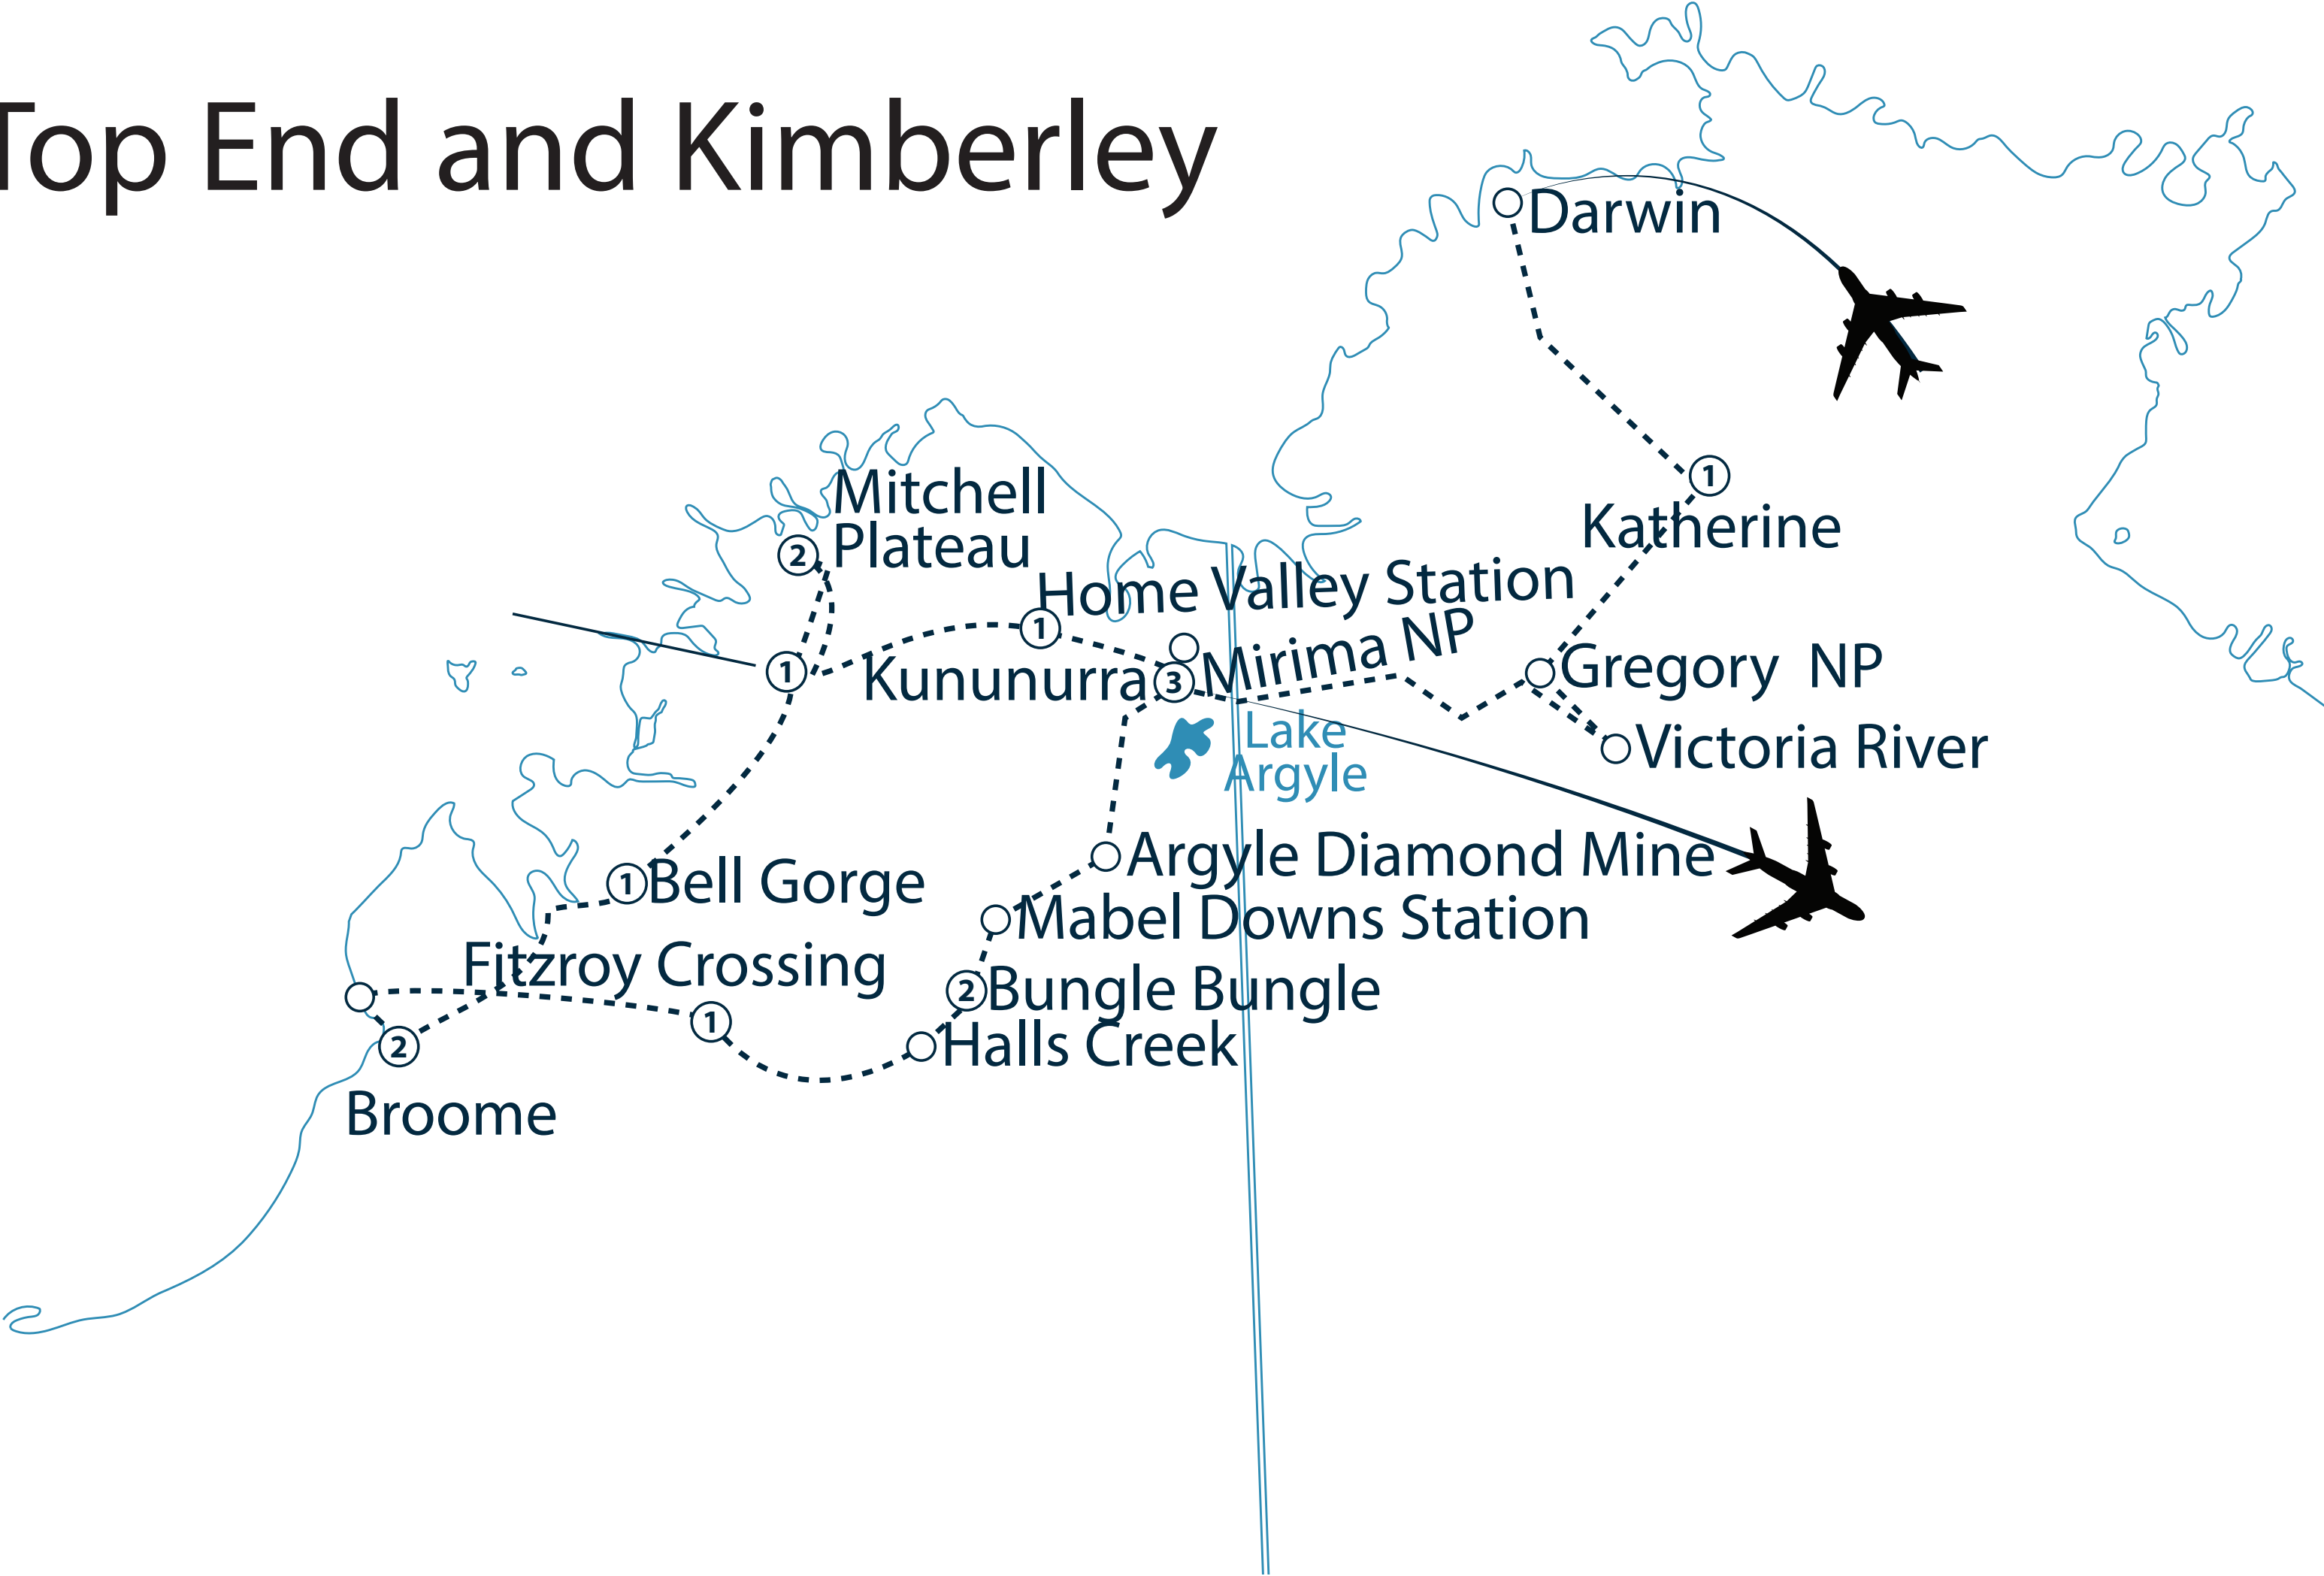 Top End and Kimberley
Darwin
1
Katherine
Mitchell
Plateau
2
Home Valley Station
1
1
Kununurra
3
Mirima NP
Gregory NP
Victoria River
Lake
Argyle
Argyle Diamond Mine
1
Bell Gorge
Mabel Downs Station
Fitzroy Crossing
2
Bungle Bungle
1
2
Halls Creek
Broome